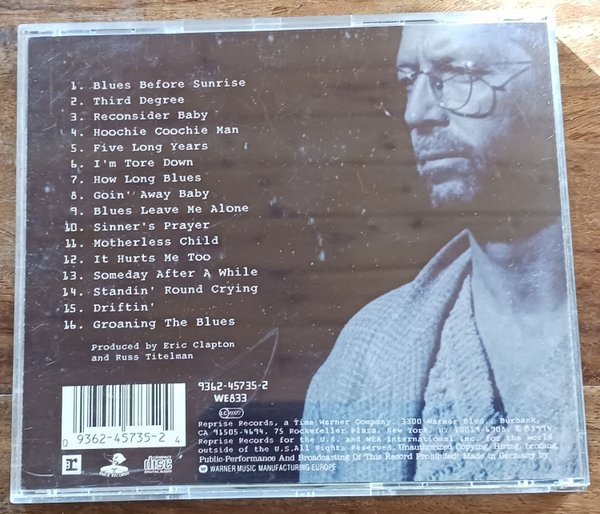 1. Blues Before Sunrise
2. Third Degree
3. Reconsider Baby
4. Hoochie Coochie Man
5. Five Long Years
6. I'm Tore Down
7. How Long Blues
8. Goin' Away Baby
9. Blues Leave Me Alone
10. Sinner's Prayer
11. Motherless Child
12. It Hurts Me Too
13. Someday After A While
14. Standin' Round Crying
15. Driftin'
16. Groaning The Blues
Produced by Eric Clapton
and Russ Titelman
9362-45735-2
WE833
0 9362-45735-2 4
Reprise Records, a Time Warner Company. 3300 Warner Blvd., Burbank,
CA 91505-4694. 75 Rockefeller Plaza, New York, NY
Reprise Records for the U.S. and WEA International Inc. for the world
outside of the U.S. All Rights Reserved. Unauthorized Copying, Hiring, Lending,
Public Performance And Broadcasting Of This Record Prohibited. Made in Germany by
WARNER MUSIC MANUFACTURING EUROPE
COMPACT
disc
DIGITAL AUDIO